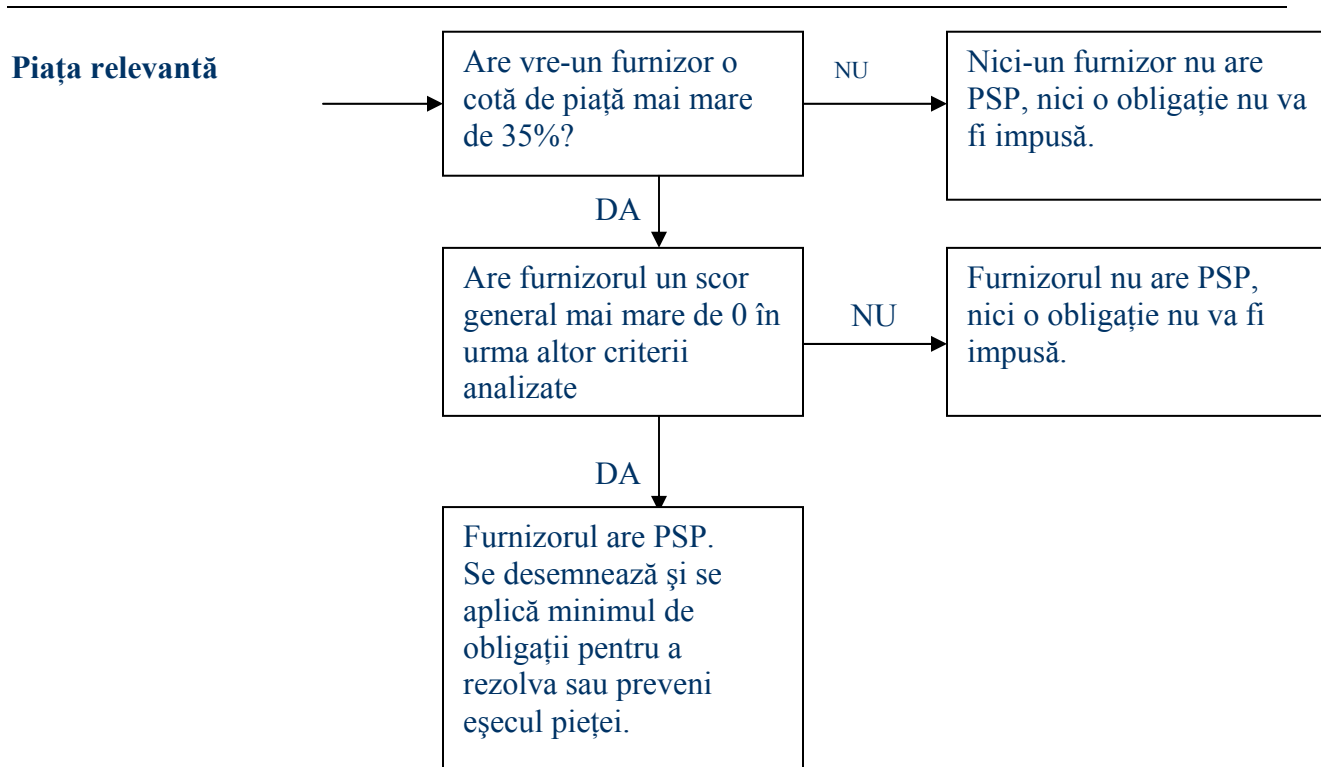 Piața relevantă
Are vre-un furnizor o
cotă de piață mai mare
de 35%?
NU
Nici-un furnizor nu are
PSP, nici o obligație nu va
fi impusă.
DA
Are furnizorul un scor
general mai mare de 0 în
urma altor criterii
analizate
NU
Furnizorul nu are PSP,
nici o obligație nu va fi
impusă.
DA
Furnizorul are PSP.
Se desemnează şi se
aplică minimul de
obligații pentru a
rezolva sau preveni
eşecul pieței.